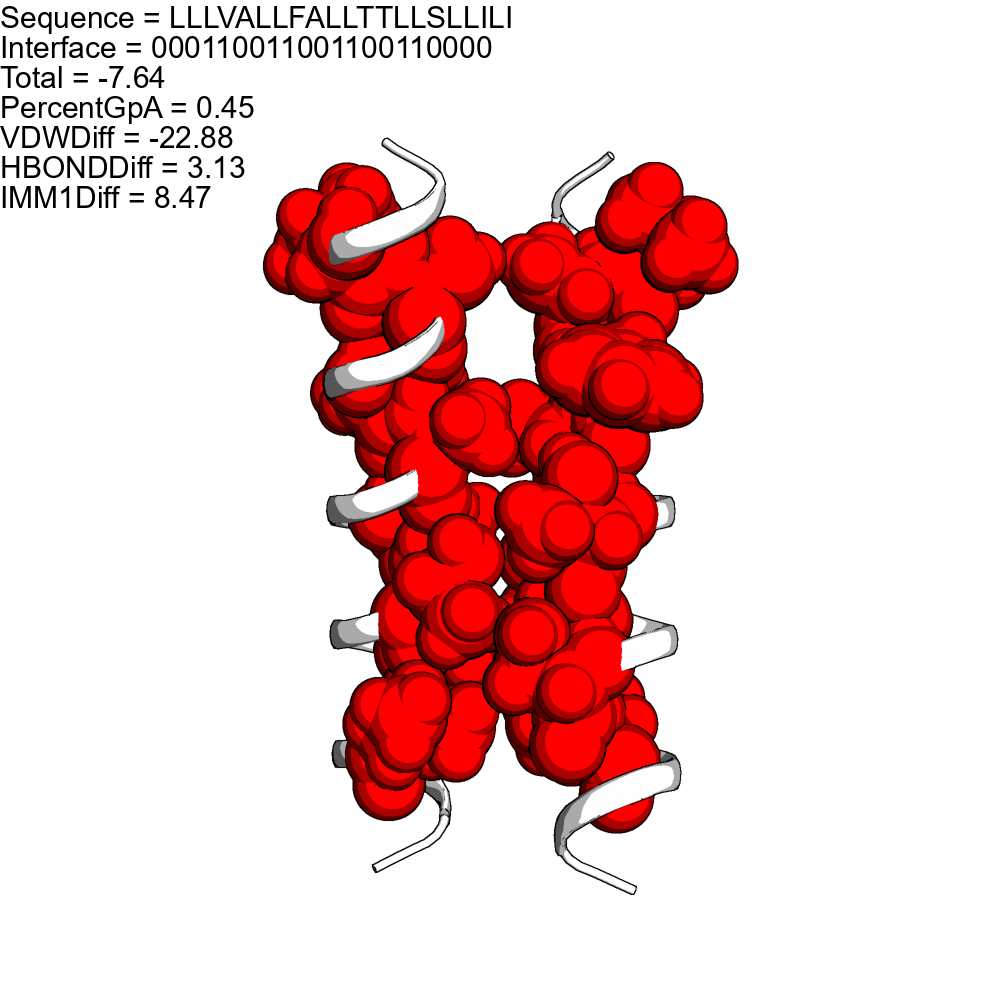 Sequence = LLLVALLFALLTTLLSLLILI
Interface = 000110011001100110000
Total = -7.64
PercentGpA = 0.45
VDWDiff = -22.88
HBONDDiff = 3.13
IMM1Diff = 8.47